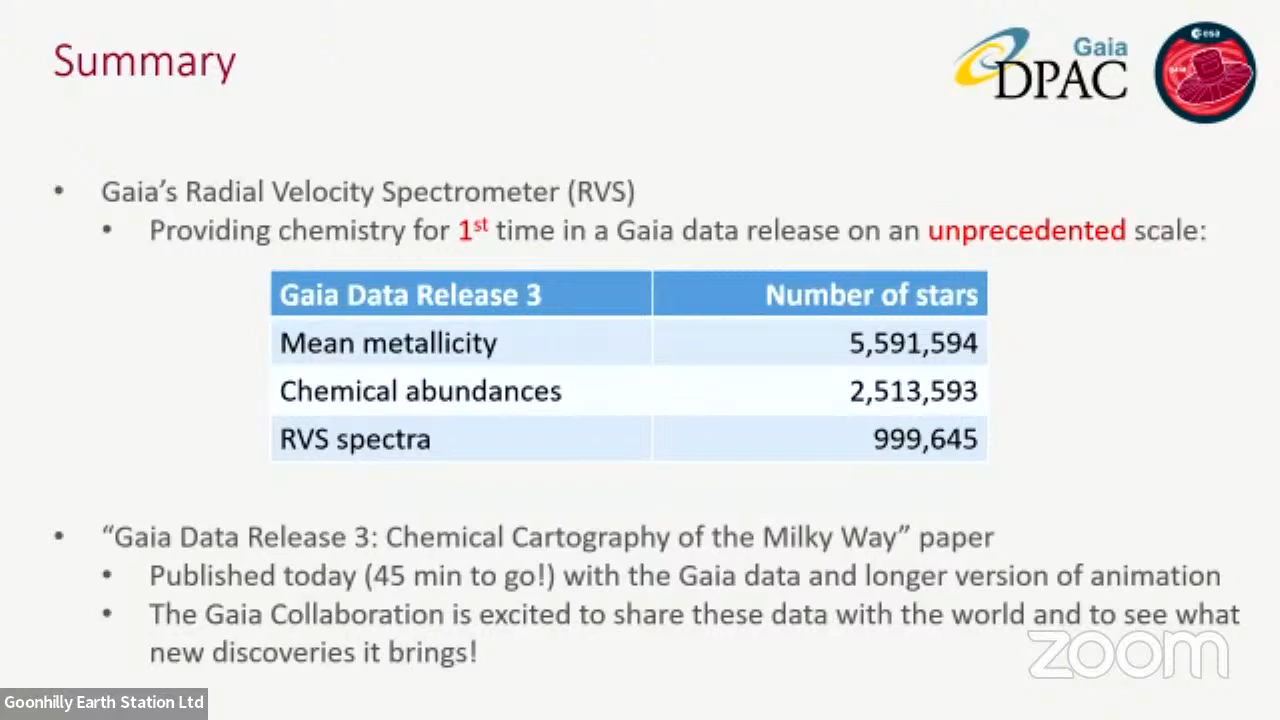 Summary
Gaia
DPAC
esa
gaia
• Gaia's Radial Velocity Spectrometer (RVS)
• Providing chemistry for 1st time in a Gaia data release on an unprecedented scale:
Gaia Data Release 3 Number of stars
Mean metallicity 5,591,594
Chemical abundances 2,513,593
RVS spectra 999,645
• “Gaia Data Release 3: Chemical Cartography of the Milky Way” paper
• Published today (45 min to go!) with the Gaia data and longer version of animation
• The Gaia Collaboration is excited to share these data with the world and to see what
new discoveries it brings!
zoom
Goonhilly Earth Station Ltd